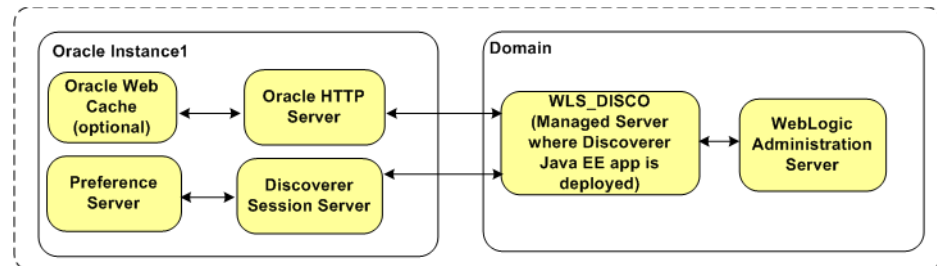 Oracle Instance1
Oracle Web
Cache
(optional)
Oracle HTTP
Server
Preference
Server
Discoverer
Session Server
Domain
WLS_DISCO
(Managed Server
where Discoverer
Java EE app is
deployed)
WebLogic
Administration
Server